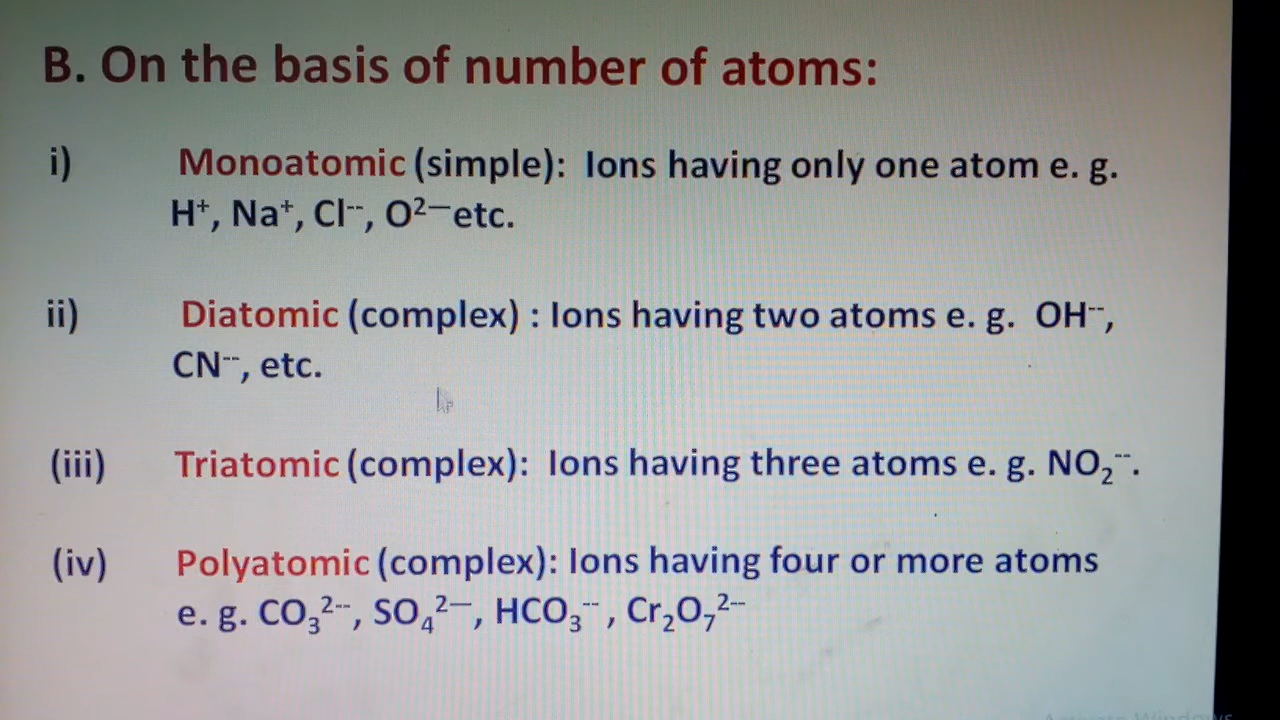 B. On the basis of number of atoms:
i) Monoatomic (simple): Ions having only one atom e. g.
H⁺, Na⁺, Cl⁻⁻, O²— etc.
ii) Diatomic (complex) : Ions having two atoms e. g. OH⁻⁻,
CN⁻⁻, etc.
(iii) Triatomic (complex): Ions having three atoms e. g. NO₂⁻⁻.
(iv) Polyatomic (complex): Ions having four or more atoms
e. g. CO₃²⁻⁻, SO₄²—, HCO₃⁻⁻, Cr₂O₇²⁻⁻